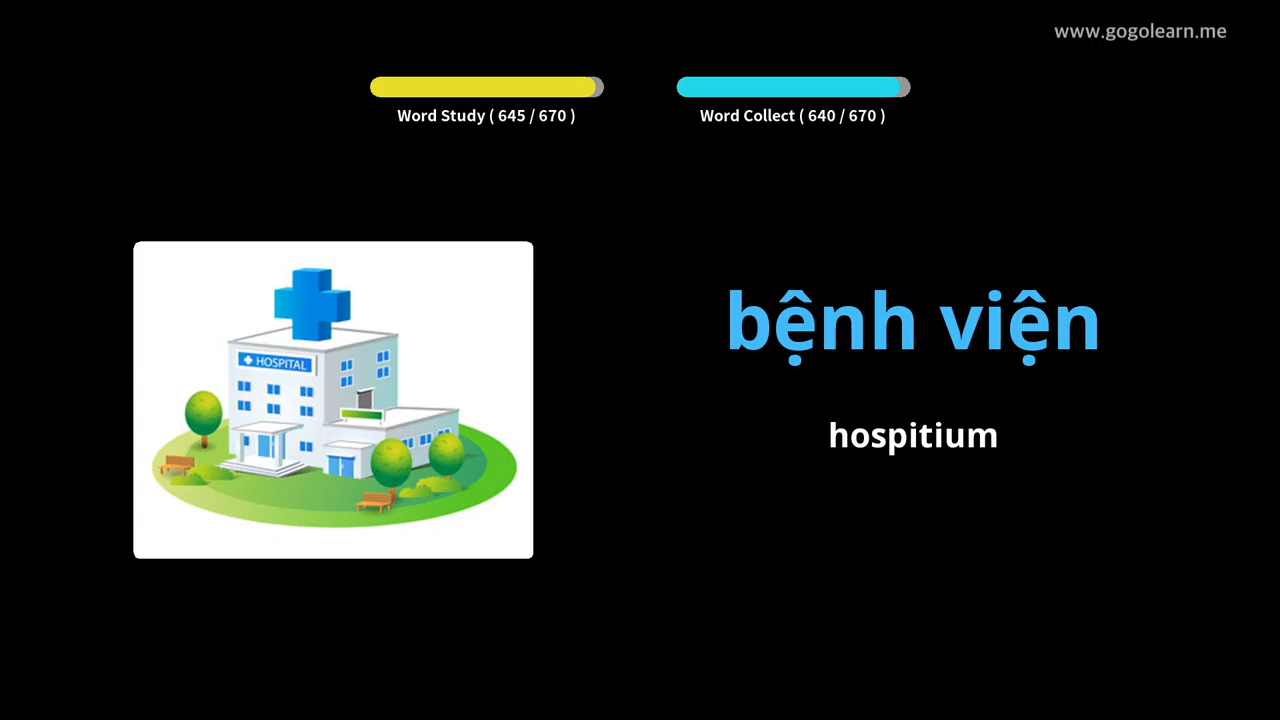 www.gogolearn.me
Word Study ( 645 / 670 )
Word Collect ( 640 / 670 )
HOSPITAL
bệnh viện
hospitium